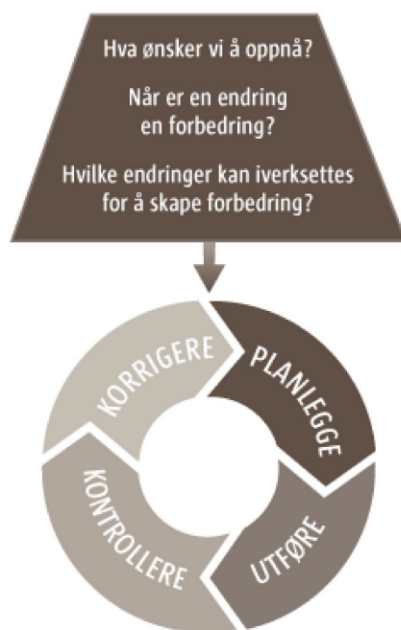 Hva ønsker vi å oppnå?
Når er en endring
en forbedring?
Hvilke endringer kan iverksettes
for å skape forbedring?
PLANLEGGE
UTFØRE
KONTROLLERE
KORRIGERE